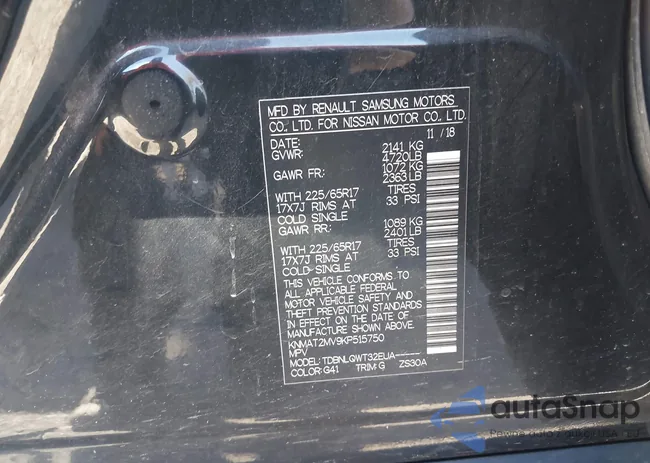 MFD BY RENAULT SAMSUNG MOTORS
CO., LTD. FOR NISSAN MOTOR CO., LTD.
DATE: 11 / 18
GVWR: 2141 KG
4720LB
GAWR FR: 1072 KG
2363 LB
WITH 225/65R17 TIRES
17X7J RIMS AT 33 PSI
COLD SINGLE
GAWR RR: 1089 KG
2401 LB
WITH 225/65R17 TIRES
17X7J RIMS AT 33 PSI
COLD SINGLE
THIS VEHICLE CONFORMS TO
ALL APPLICABLE FEDERAL
MOTOR VEHICLE SAFETY AND
THEFT PREVENTION STANDARDS
IN EFFECT ON THE DATE OF
MANUFACTURE SHOWN ABOVE.
KNMAT2MV9KP515750
MPV
MODEL: TDBNLQWT32EUA-----
COLOR: G41 TRIM: G ZS30A
autoSnap